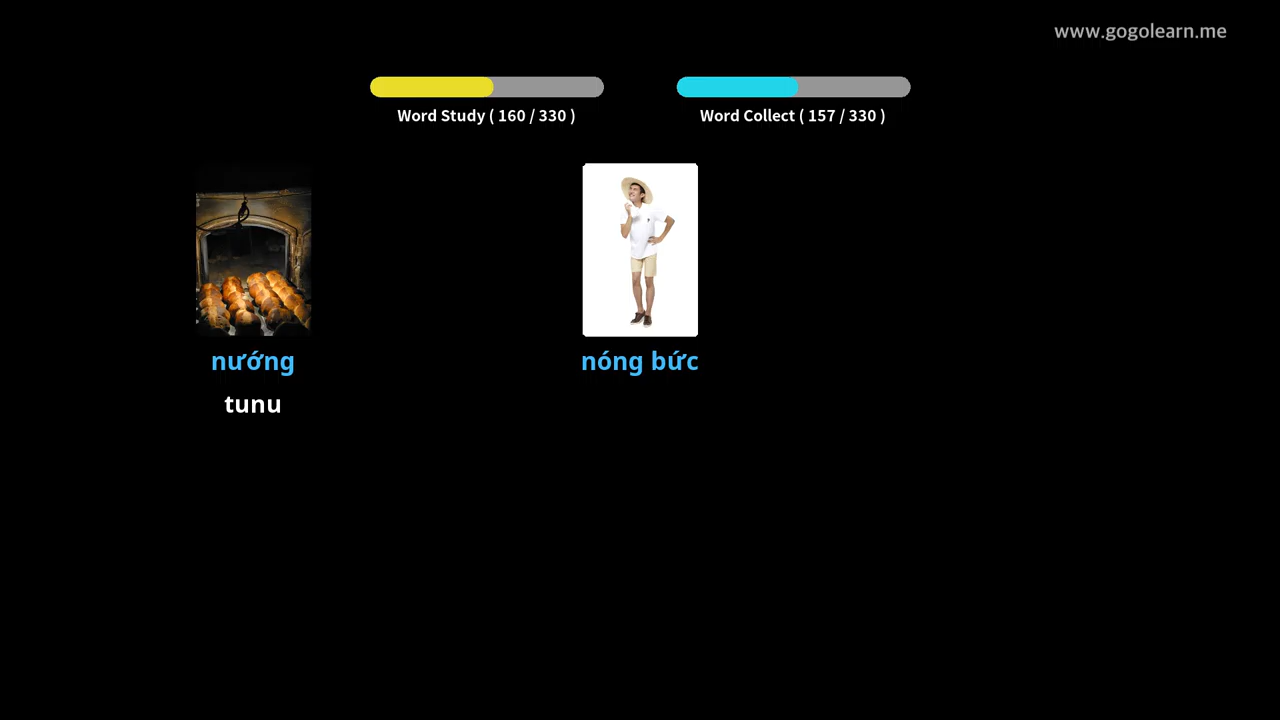 www.gogolearn.me
Word Study ( 160 / 330 )
Word Collect ( 157 / 330 )
nướng
tunu
nóng bức